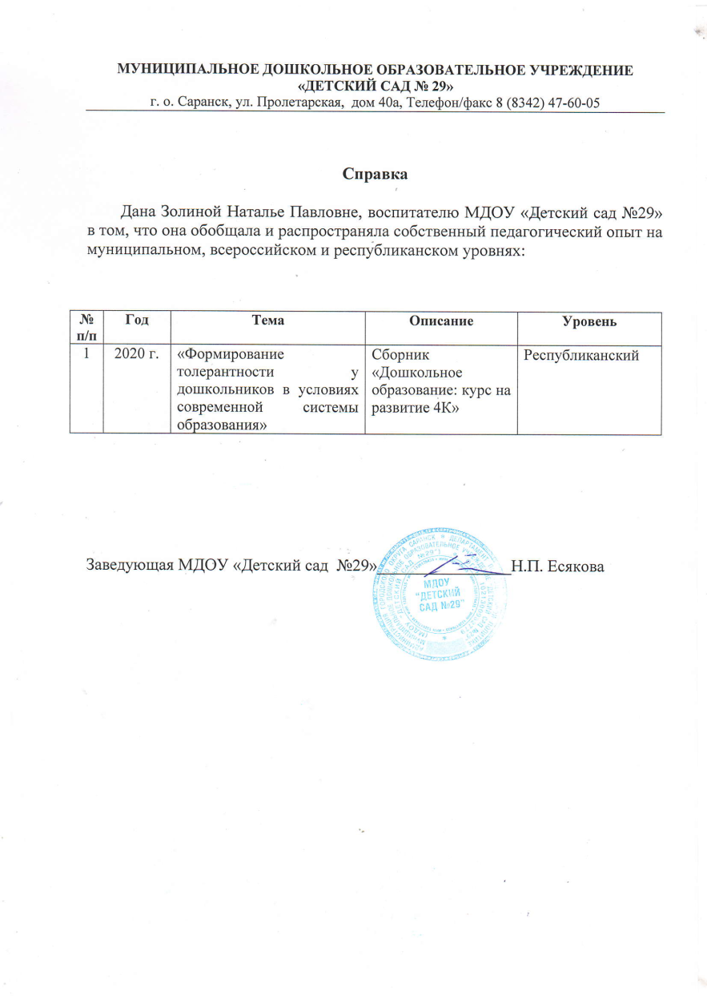 МУНИЦИПАЛЬНОЕ ДОШКОЛЬНОЕ ОБРАЗОВАТЕЛЬНОЕ УЧРЕЖДЕНИЕ
«ДЕТСКИЙ САД № 29»
г. о. Саранск, ул. Пролетарская, дом 40а, Телефон/факс 8 (8342) 47-60-05
Справка
Дана Золиной Наталье Павловне, воспитателю МДОУ «Детский сад №29»
в том, что она обобщала и распространяла собственный педагогический опыт на
муниципальном, всероссийском и республиканском уровнях:
№ п/п Год Тема Описание Уровень
1 2020 г. «Формирование Сборник Республиканский
толерантности у «Дошкольное
дошкольников в условиях образование: курс на
современной системы развитие 4К»
образования»
Заведующая МДОУ «Детский сад №29» Н.П. Есякова
МДОУ
"ДЕТСКИЙ
САД №29"